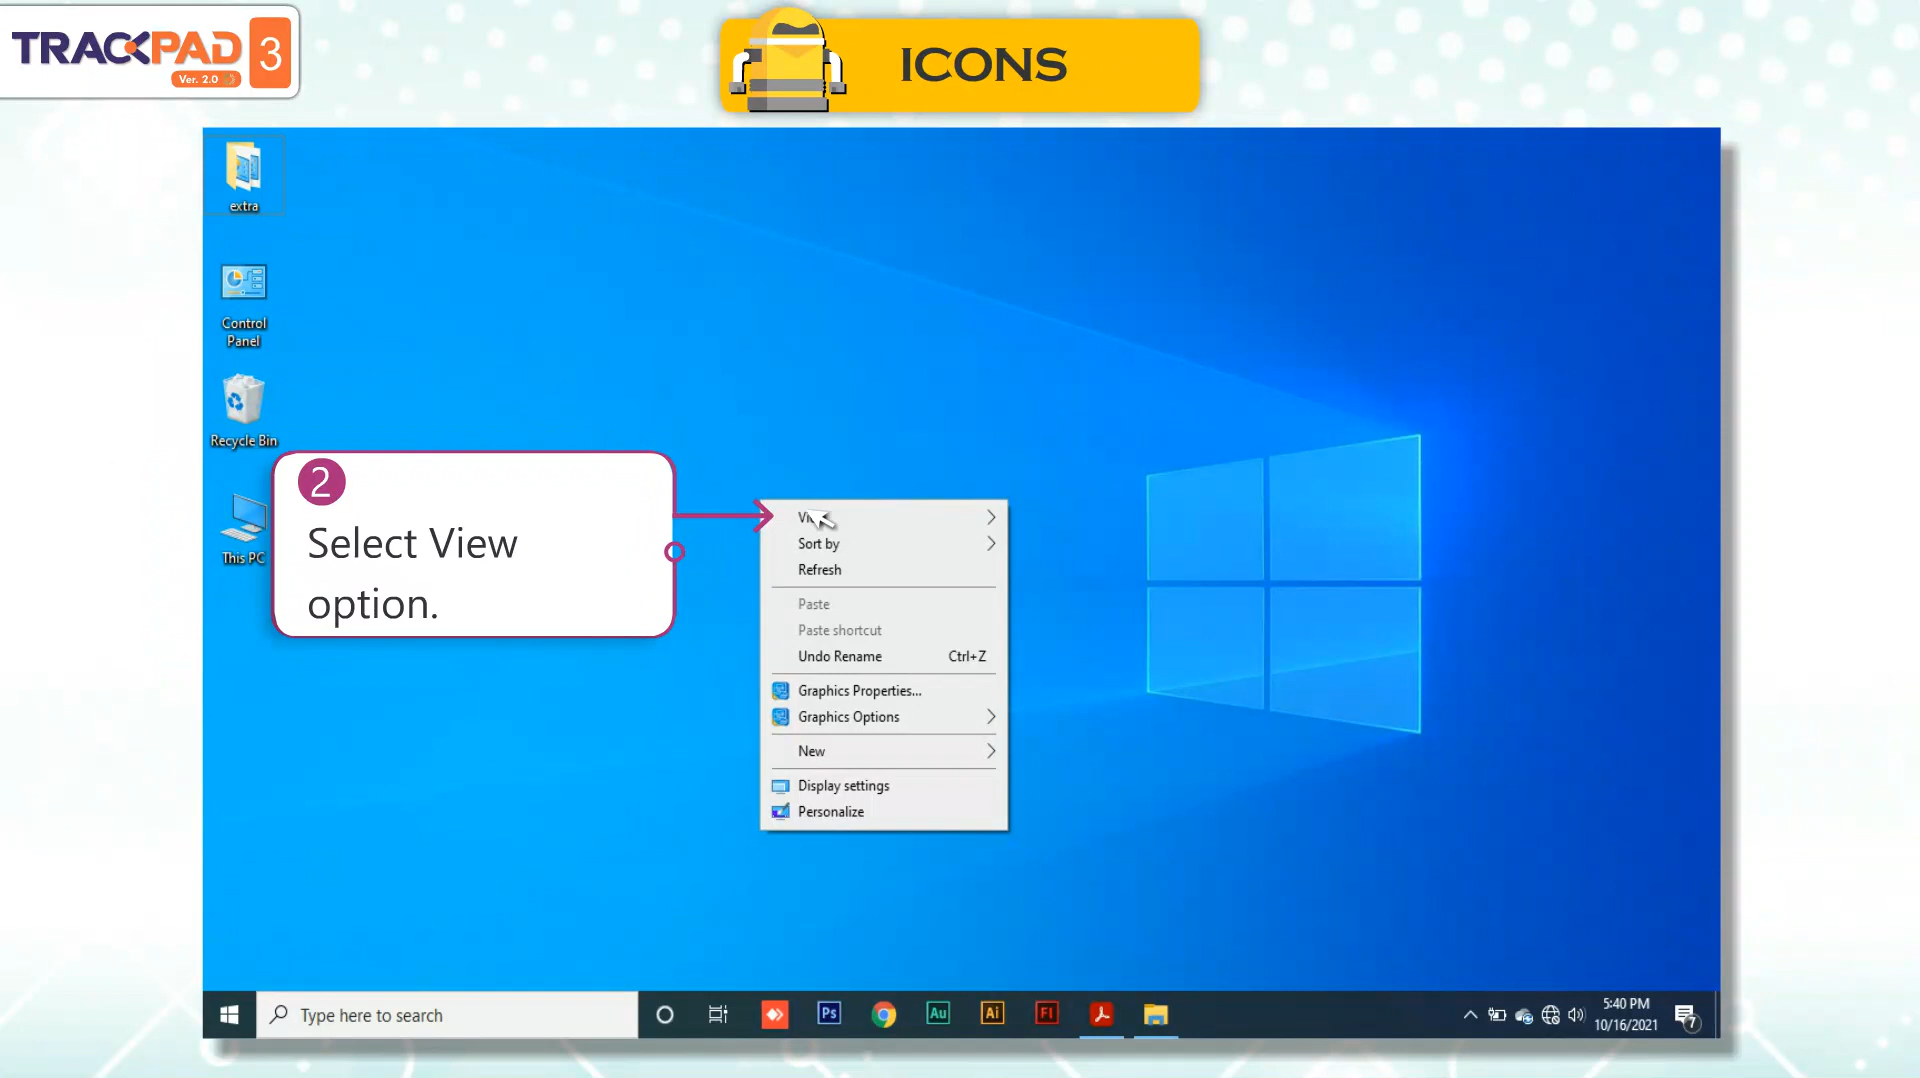 TRACKPAD 3
Ver. 2.0
ICONS
extra
Control
Panel
Recycle Bin
This PC
2
Select View
option.
Sort by
Refresh
Paste
Paste shortcut
Undo Rename Ctrl+Z
Graphics Properties...
Graphics Options
New
Display settings
Personalize
Type here to search
Ps
Au
Ai
Fl
5:40 PM
10/16/2021
7